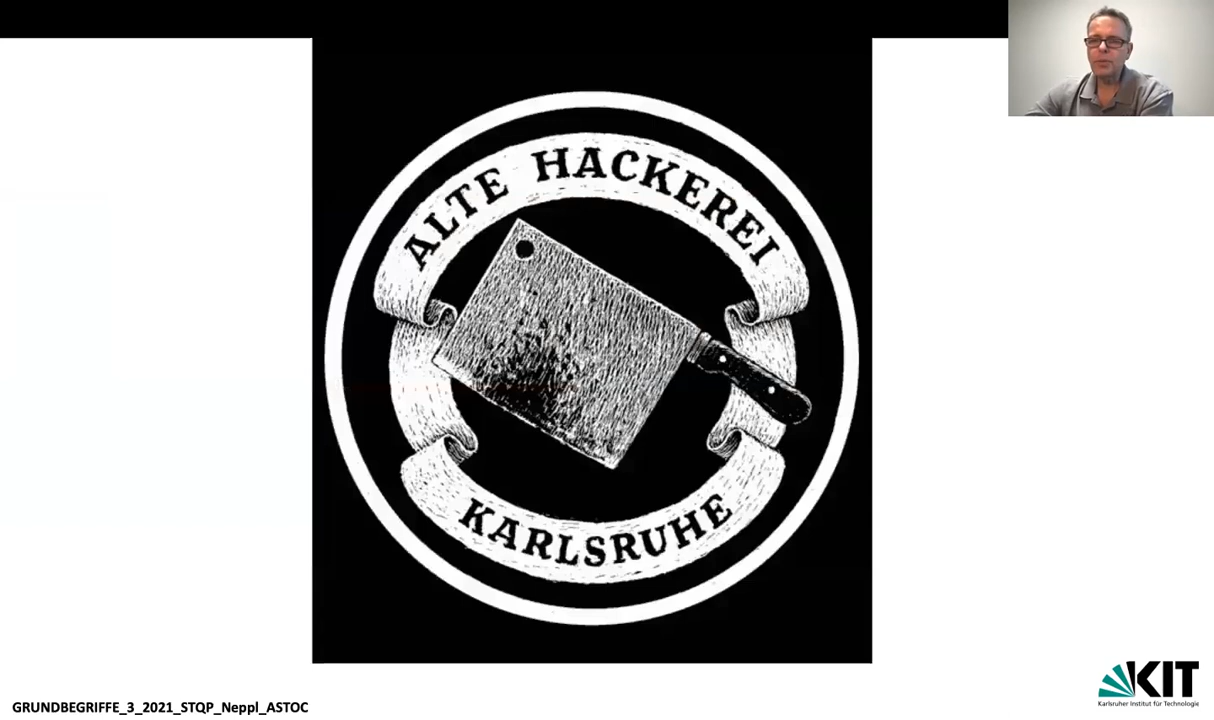 ALTE HACKEREI
KARLSRUHE
GRUNDBEGRIFFE_3_2021_STQP_Neppl_ASTOC
KIT
Karlsruher Institut für Technologie